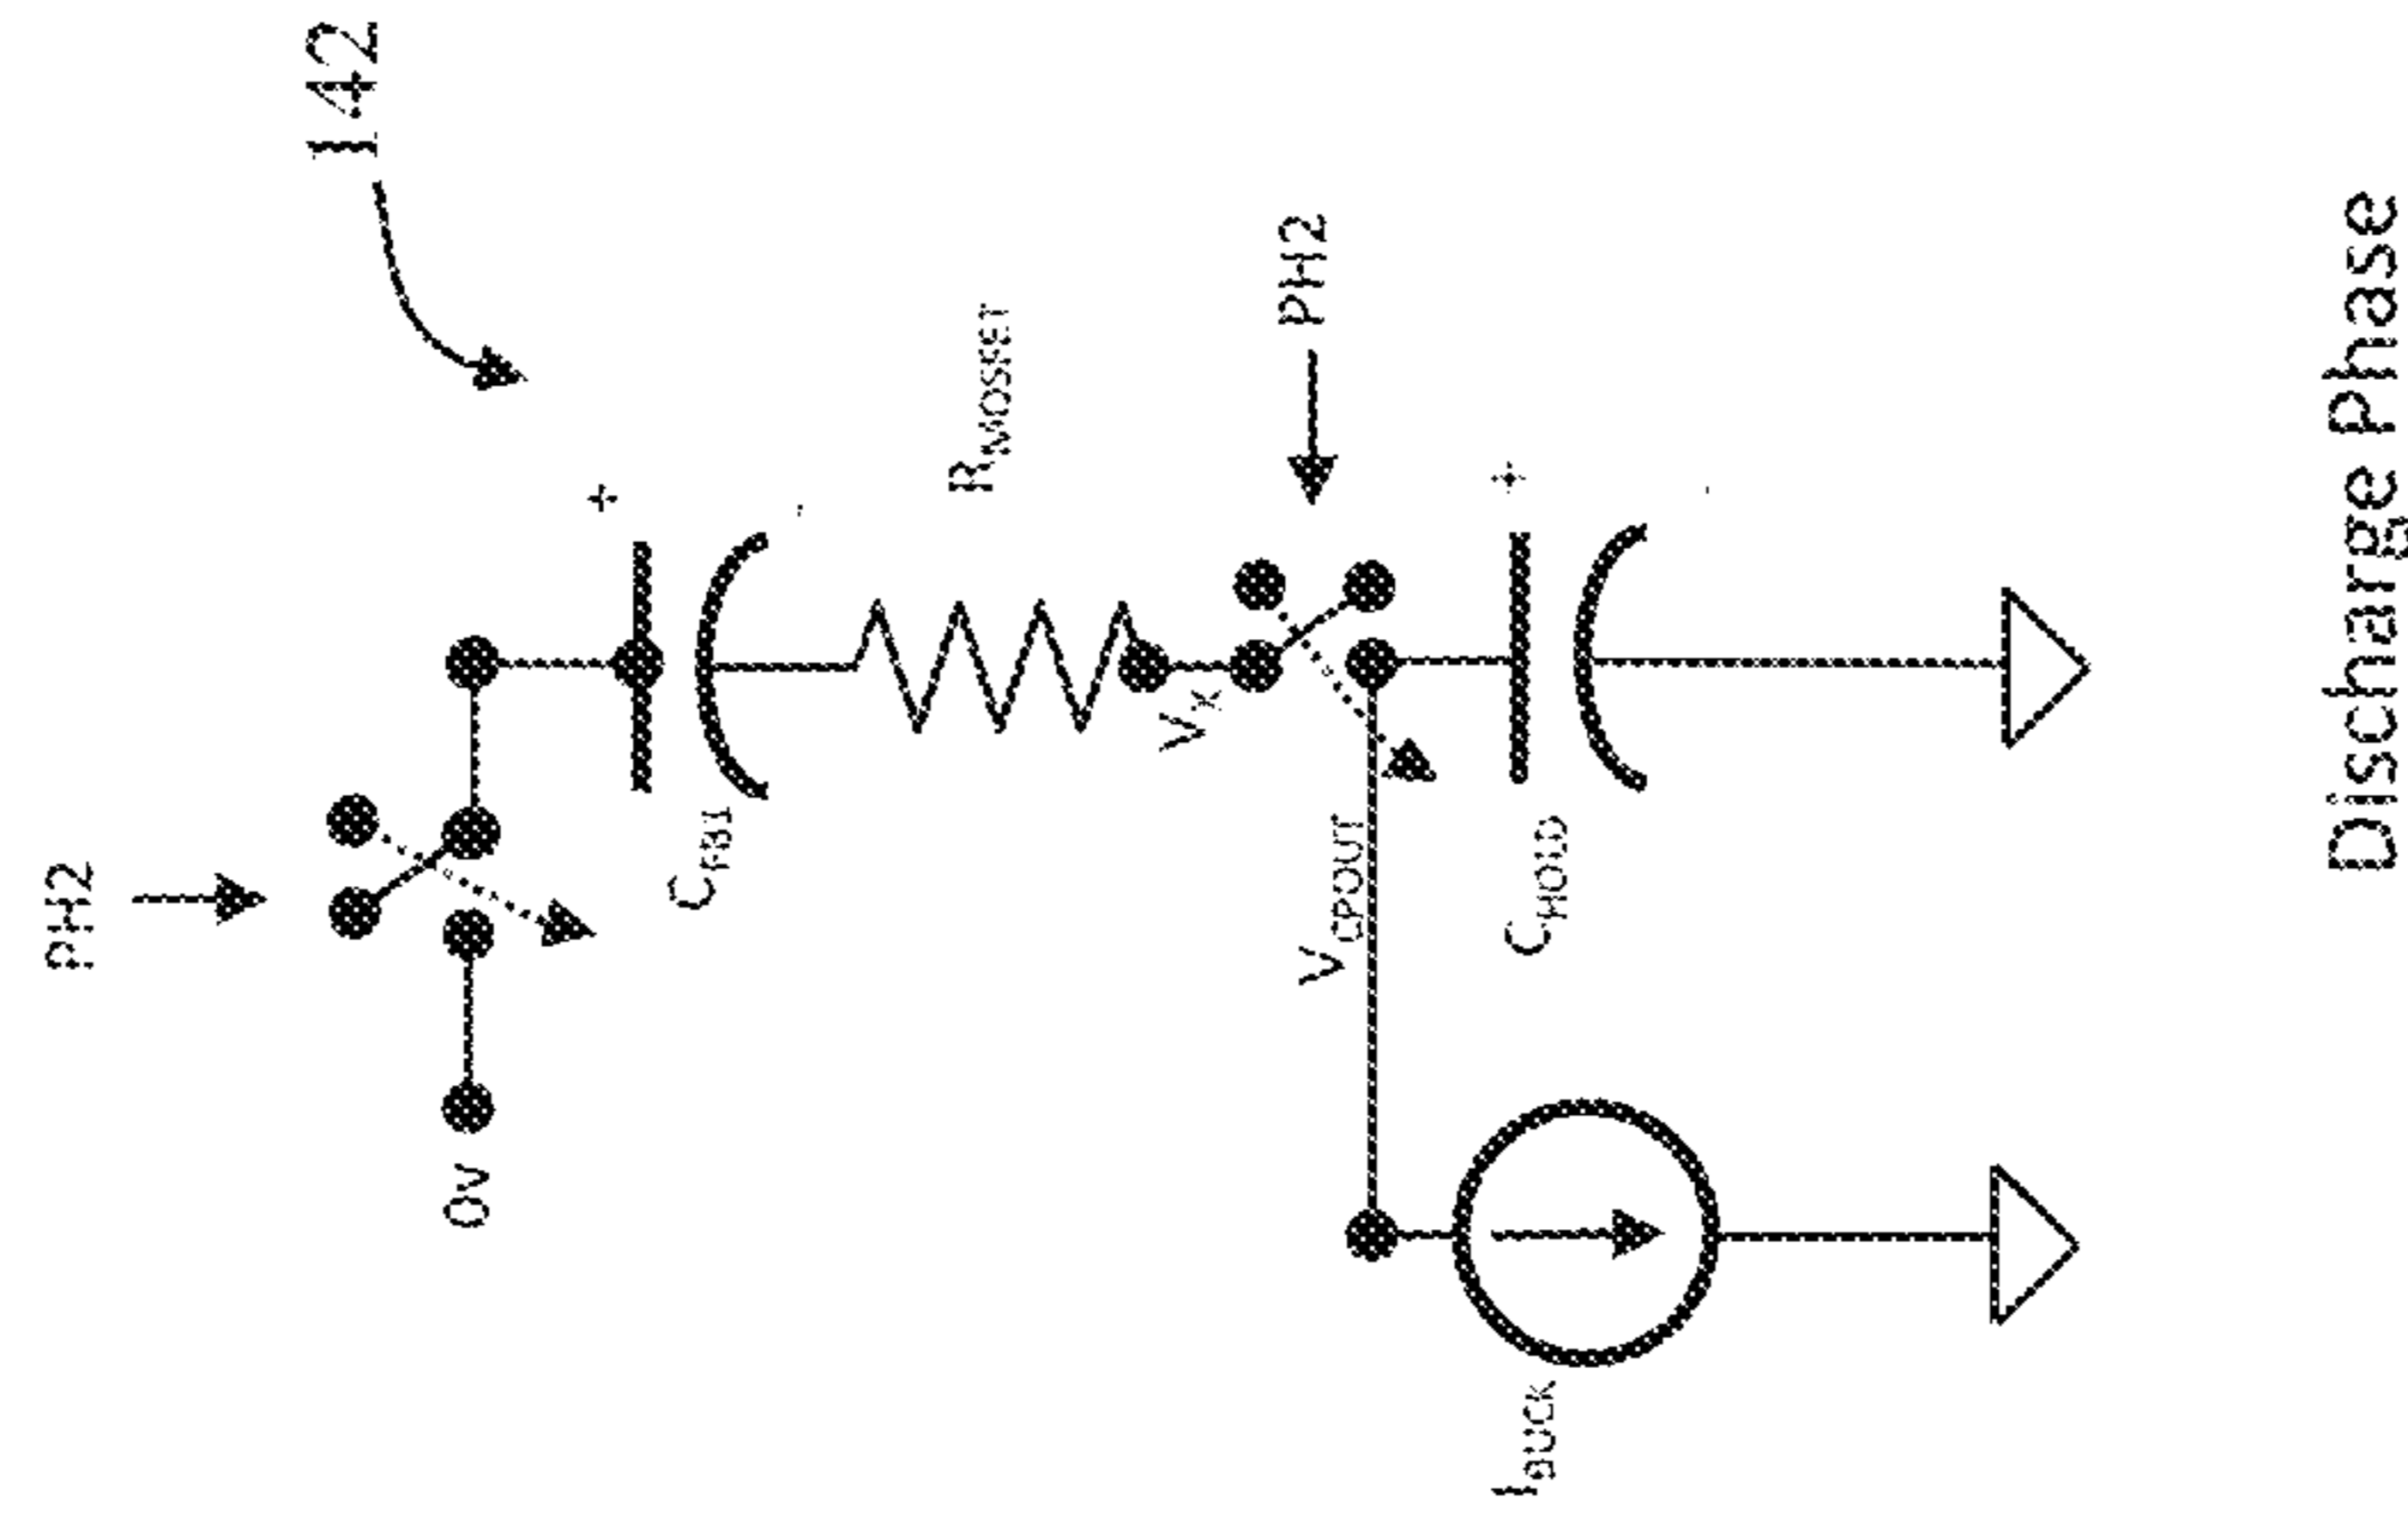 142
PH2
0v
+
-
C_FB1
R_MOSFET
V_X
PH2
V_CPOUT
+
-
C_HOLD
I_BUCK
Discharge Phase